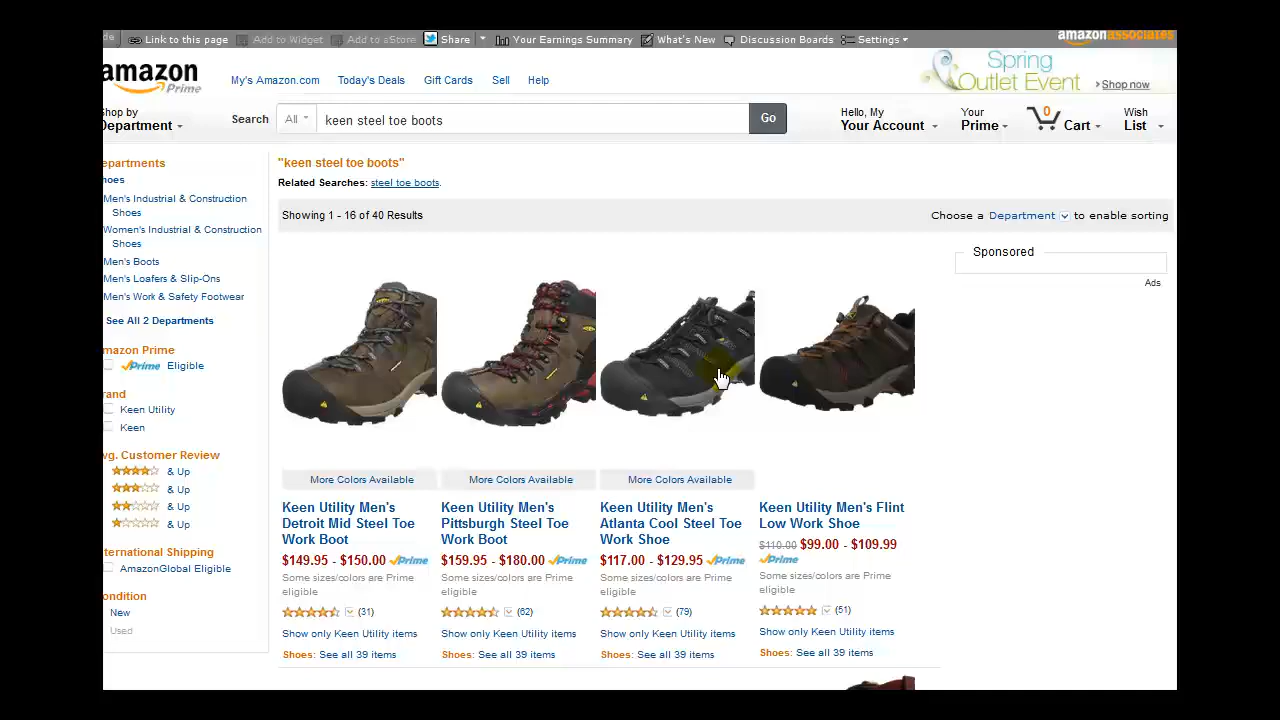 de Link to this page Add to Widget Add to aStore Share Your Earnings Summary What's New Discussion Boards Settings amazonassociates
amazon Prime
My's Amazon.com Today's Deals Gift Cards Sell Help
Spring
Outlet Event Shop now
Shop by
Department
Search All keen steel toe boots Go
Hello, My
Your Account
Your
Prime
0
Cart
Wish
List
epartments
hoes
Men's Industrial & Construction
Shoes
Women's Industrial & Construction
Shoes
Men's Boots
Men's Loafers & Slip-Ons
Men's Work & Safety Footwear
See All 2 Departments
mazon Prime
Prime Eligible
rand
Keen Utility
Keen
vg. Customer Review
& Up
& Up
& Up
& Up
ternational Shipping
AmazonGlobal Eligible
ondition
New
Used
"keen steel toe boots"
Related Searches: steel toe boots.
Showing 1 - 16 of 40 Results
Choose a Department to enable sorting
Sponsored
Ads
More Colors Available
Keen Utility Men's
Detroit Mid Steel Toe
Work Boot
$149.95 - $150.00 Prime
Some sizes/colors are Prime
eligible
(31)
Show only Keen Utility items
Shoes: See all 39 items
More Colors Available
Keen Utility Men's
Pittsburgh Steel Toe
Work Boot
$159.95 - $180.00 Prime
Some sizes/colors are Prime
eligible
(62)
Show only Keen Utility items
Shoes: See all 39 items
More Colors Available
Keen Utility Men's
Atlanta Cool Steel Toe
Work Shoe
$117.00 - $129.95 Prime
Some sizes/colors are Prime
eligible
(79)
Show only Keen Utility items
Shoes: See all 39 items
Keen Utility Men's Flint
Low Work Shoe
$110.00 $99.00 - $109.99
Prime
Some sizes/colors are Prime
eligible
(51)
Show only Keen Utility items
Shoes: See all 39 items